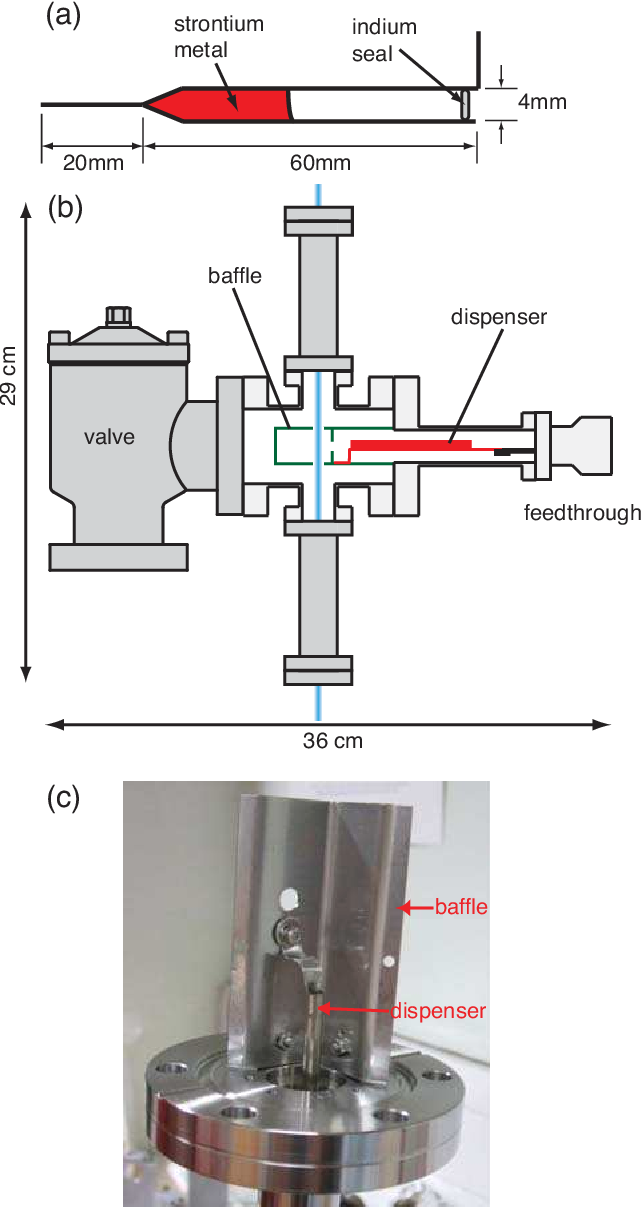 (a)
strontium
metal
indium
seal
4mm
20mm
60mm
(b)
29 cm
baffle
dispenser
valve
feedthrough
36 cm
(c)
baffle
dispenser